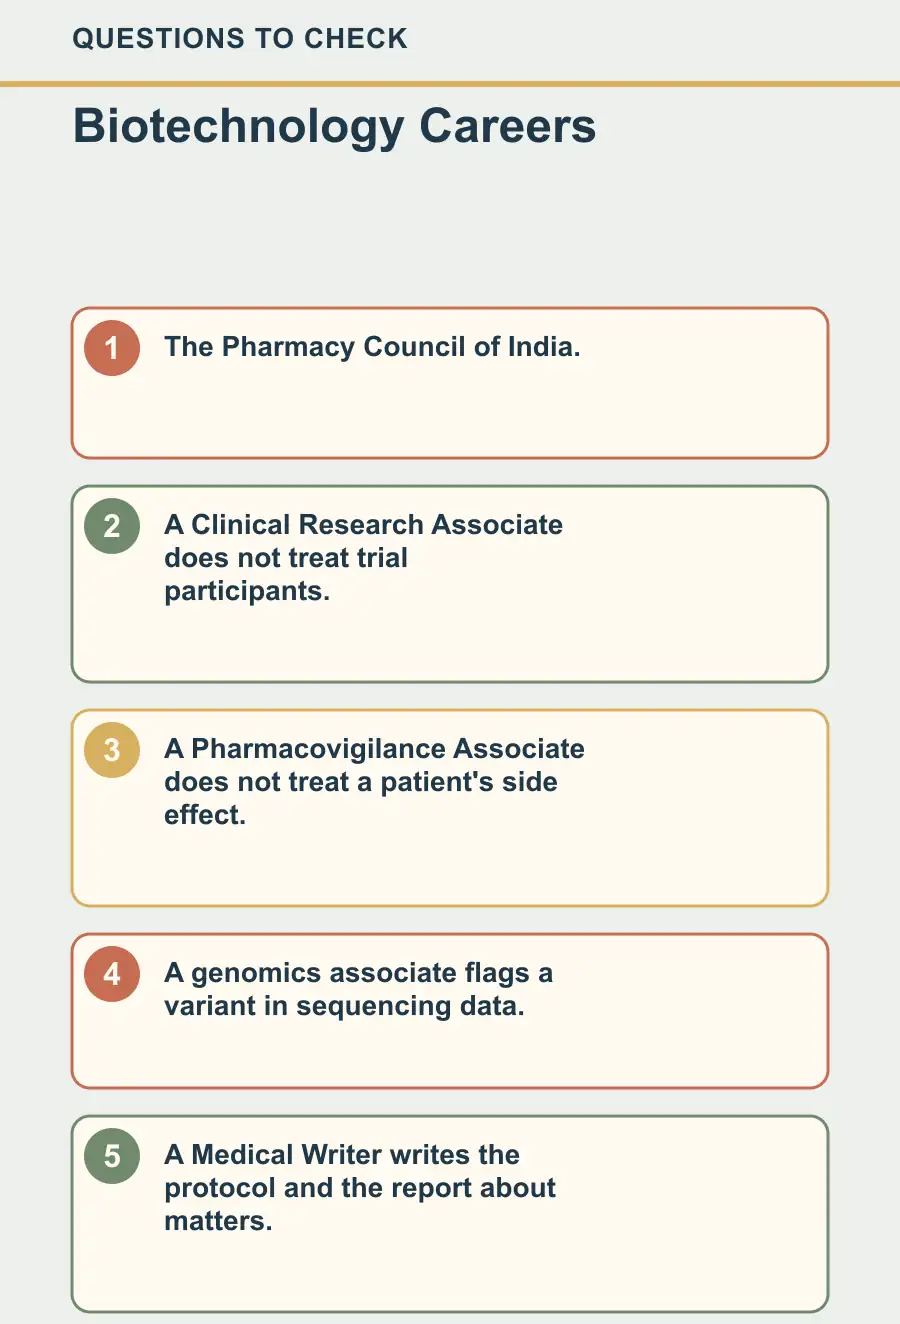 QUESTIONS TO CHECK
Biotechnology Careers
1
The Pharmacy Council of India.
2
A Clinical Research Associate
does not treat trial
participants.
3
A Pharmacovigilance Associate
does not treat a patient's side
effect.
4
A genomics associate flags a
variant in sequencing data.
5
A Medical Writer writes the
protocol and the report about
matters.